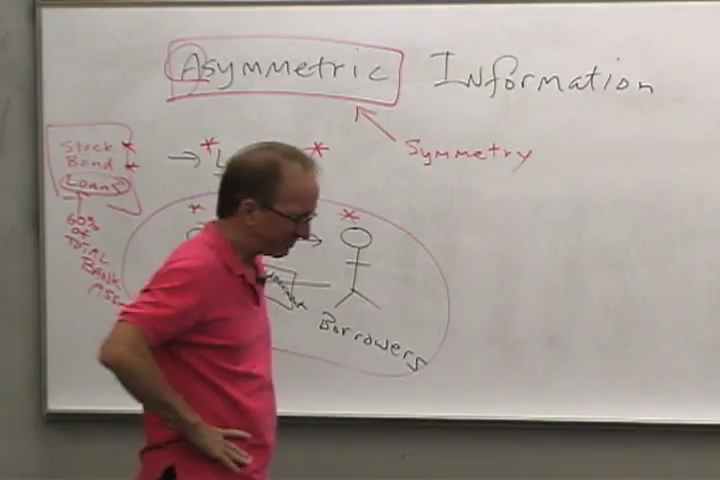 Asymmetric Information
Symmetry
Stock
Bond
Loans
60%
of
Total
Bank
Borrowers